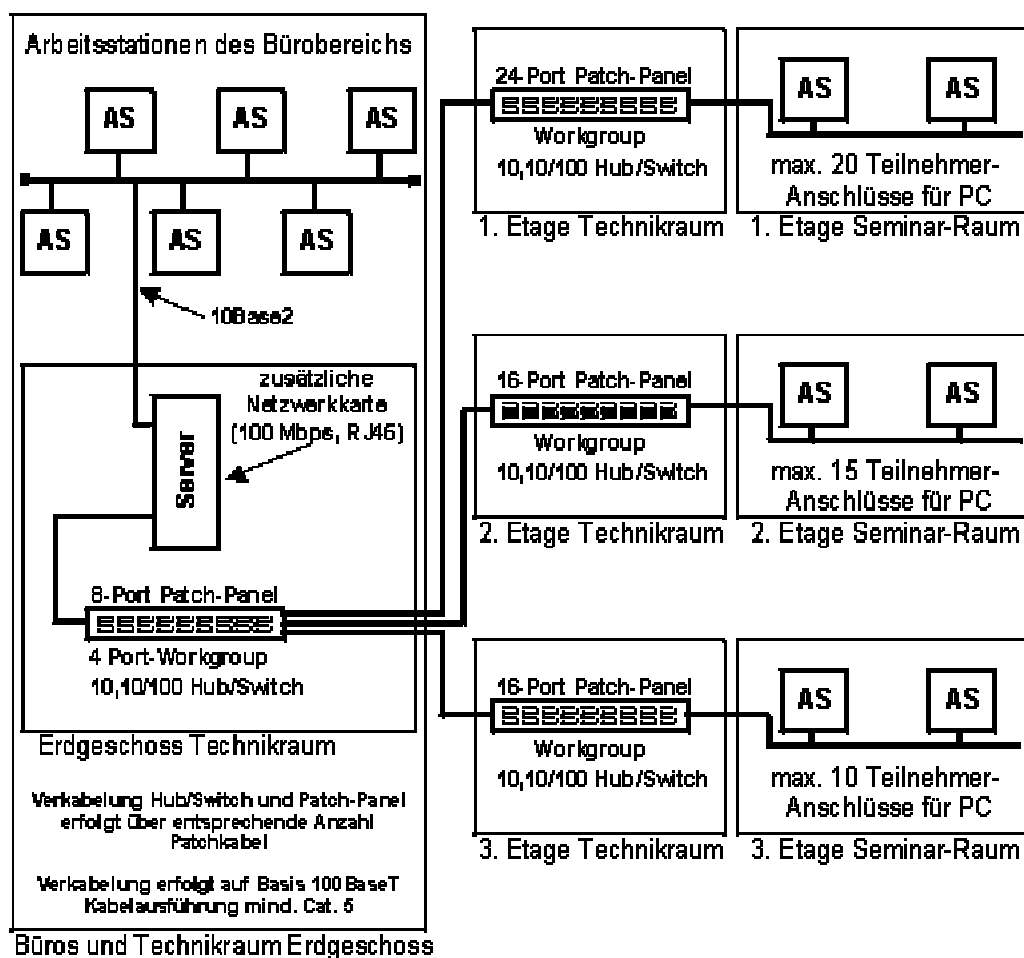 Arbeitsstationen des Bürobereichs
AS
AS
AS
AS
AS
AS
10Base2
zusätzliche
Netzwerkkarte
(100 Mbps, RJ45)
Server
8-Port Patch-Panel
4 Port-Workgroup
10,10/100 Hub/Switch
Erdgeschoss Technikraum
Verkabelung Hub/Switch und Patch-Panel
erfolgt über entsprechende Anzahl
Patchkabel
Verkabelung erfolgt auf Basis 100BaseT
Kabelausführung mind. Cat. 5
Büros und Technikraum Erdgeschoss
24-Port Patch-Panel
Workgroup
10,10/100 Hub/Switch
1. Etage Technikraum
AS
AS
max. 20 Teilnehmer-
Anschlüsse für PC
1. Etage Seminar-Raum
16-Port Patch-Panel
Workgroup
10,10/100 Hub/Switch
2. Etage Technikraum
AS
AS
max. 15 Teilnehmer-
Anschlüsse für PC
2. Etage Seminar-Raum
16-Port Patch-Panel
Workgroup
10,10/100 Hub/Switch
3. Etage Technikraum
AS
AS
max. 10 Teilnehmer-
Anschlüsse für PC
3. Etage Seminar-Raum